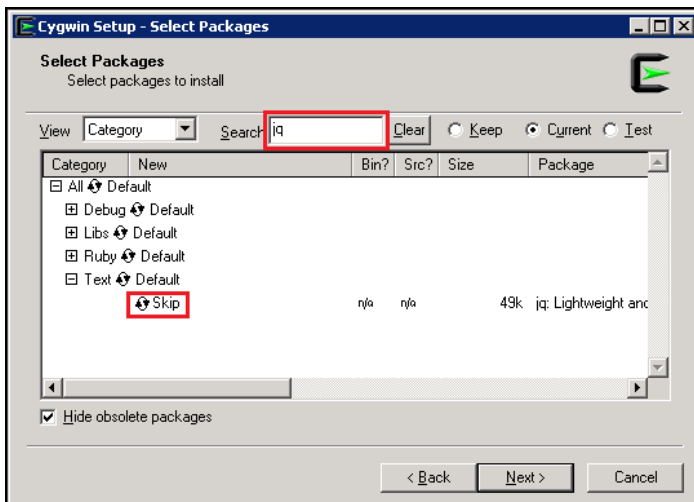 Cygwin Setup - Select Packages
Select Packages
Select packages to install
View Category Search jq Clear Keep Current Test
Category New Bin? Src? Size Package
All Default
Debug Default
Libs Default
Ruby Default
Text Default
Skip n/a n/a 49k jq: Lightweight and
Hide obsolete packages
< Back Next > Cancel